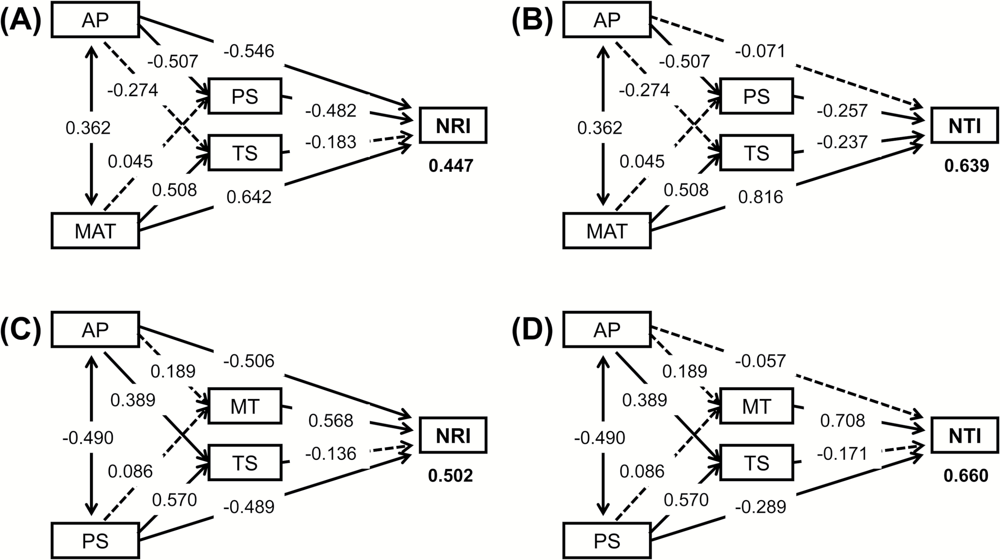 (A)
AP
-0.546
-0.507
-0.274
PS
-0.482
0.362
NRI
-0.183
TS
0.447
0.045
0.508
0.642
MAT
(B)
AP
-0.071
-0.507
-0.274
PS
-0.257
0.362
NTI
-0.237
TS
0.639
0.045
0.508
0.816
MAT
(C)
AP
-0.506
0.189
0.389
MT
0.568
-0.490
NRI
-0.136
TS
0.502
0.086
0.570
-0.489
PS
(D)
AP
-0.057
0.189
0.389
MT
0.708
-0.490
NTI
-0.171
TS
0.660
0.086
0.570
-0.289
PS